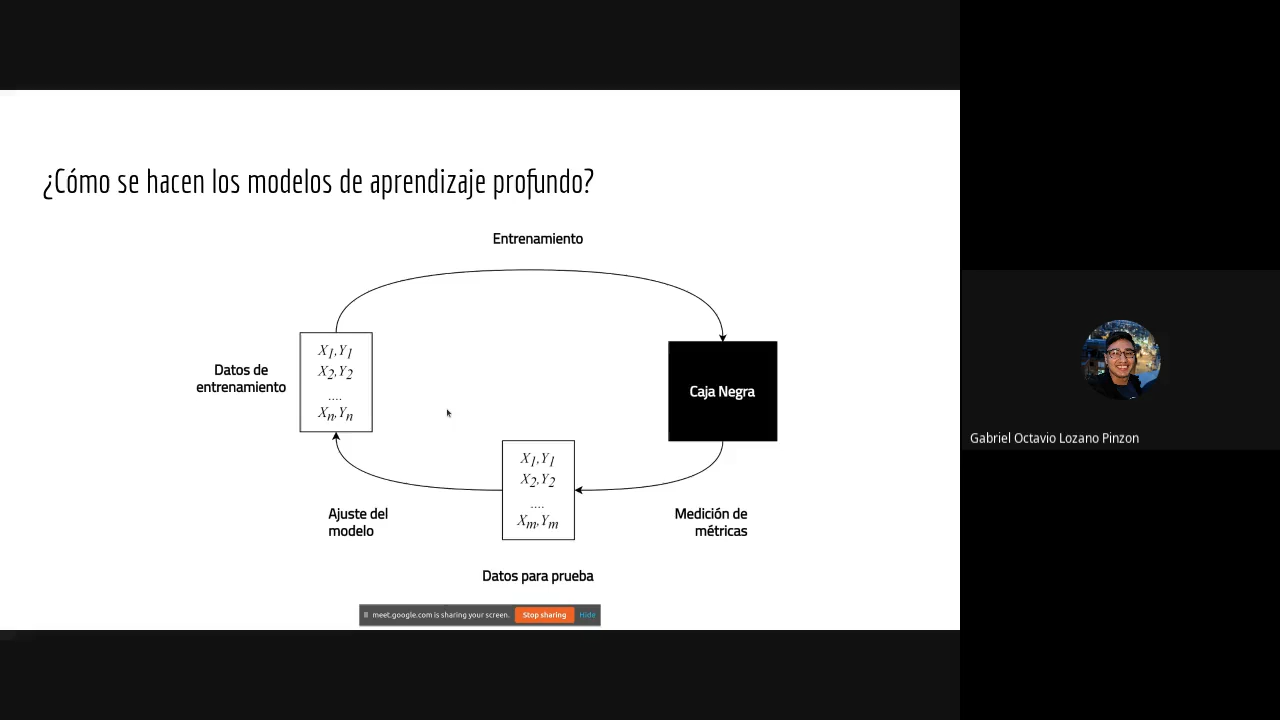 ¿Cómo se hacen los modelos de aprendizaje profundo?
Entrenamiento
Datos de
entrenamiento
X1,Y1
X2,Y2
....
Xn,Yn
Caja Negra
X1,Y1
X2,Y2
....
Xm,Ym
Ajuste del
modelo
Medición de
métricas
Datos para prueba
meet.google.com is sharing your screen.
Stop sharing
Hide
Gabriel Octavio Lozano Pinzon